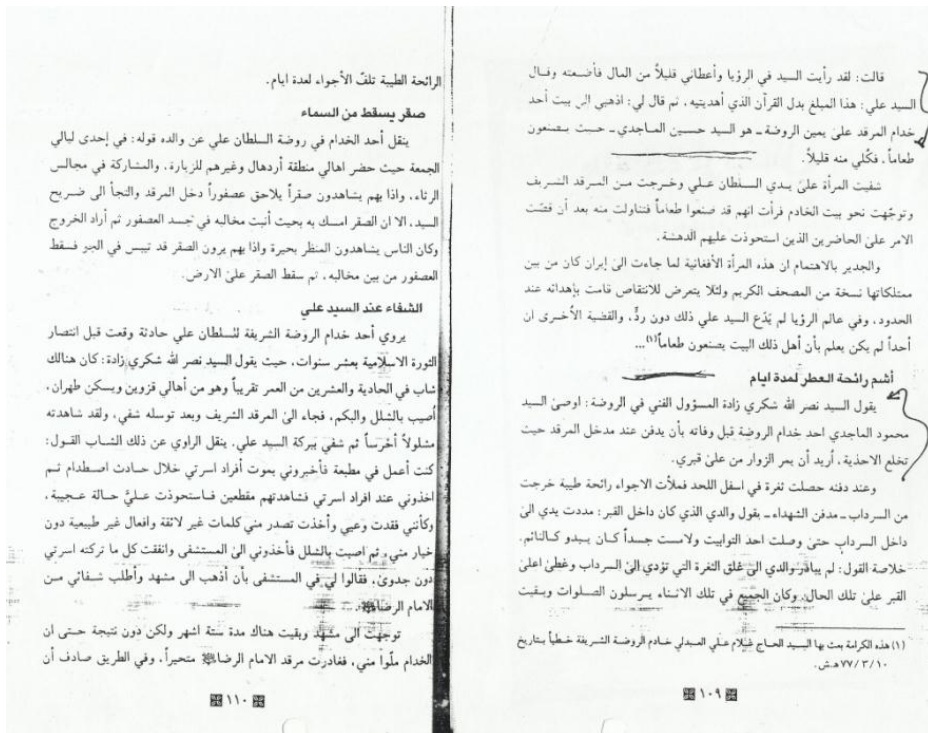 قالت: لقد رأيت السيد في الرؤيا وأعطاني قليلاً من المال فأضعته وقال
السيد علي: هذا المبلغ بدل القرآن الذي أهديتيه، ثم قال لي: اذهبي الى بيت أحد
خدام المرقد على يمين الروضة ـ هو السيد حسين الماجدي ـ حيث يصنعون
طعاماً، فكُلي منه قليلاً.
شفيت المرأة على يدي السلطان علي وخرجت من المرقد الشريف
وتوجّهت نحو بيت الخادم فرأت انهم قد صنعوا طعاماً فتناولت منه بعد أن قصّت
الامر على الحاضرين الذين استحوذت عليهم الدهشة.
والجدير بالاهتمام ان هذه المرأة الأفغانية لما جاءت الى إيران كان من بين
ممتلكاتها نسخة من المصحف الكريم ولئلا يتعرض للانتقاص قامت بإهدائه عند
الحدود، وفي عالم الرؤيا لم يَدَع السيد علي ذلك دون ردٍّ، والقضية الأخرى ان
أحداً لم يكن يعلم بأن أهل ذلك البيت يصنعون طعاماً(١)...
أشم رائحة العطر لمدة ايام
يقول السيد نصر الله شكري زادة المسؤول الفني في الروضة: اوصى السيد
محمود الماجدي احد خدام الروضة قبل وفاته بأن يدفن عند مدخل المرقد حيث
تخلع الاحذية، أريد أن يمر الزوار من على قبري.
وعند دفنه حصلت ثغرة في اسفل اللحد فملأت الاجواء رائحة طيبة خرجت
من السرداب ـ مدفن الشهداء ـ يقول والدي الذي كان داخل القبر: مددت يدي الى
داخل السرداب حتى وصلت احد التوابيت ولامست جسداً كان يبدو كالنائم.
خلاصة القول: لم يبادر والدي الى غلق الثغرة التي تؤدي الى السرداب وغطى اعلى
القبر على تلك الحال، وكان الجميع في تلك الاثناء يرسلون الصلوات وبقيت
(١) هذه الكرامة بعث بها السيد الحاج غلام علي العبدلي خادم الروضة الشريفة خطياً بتاريخ
٧٧/٣/١٠ هـ.ش.
١٠٩
الرائحة الطيبة تلفّ الأجواء لعدة ايام.
صقر يسقط من السماء
ينقل أحد الخدام في روضة السلطان علي عن والده قوله: في إحدى ليالي
الجمعة حيث حضر اهالي منطقة أردهال وغيرهم للزيارة، والمشاركة في مجالس
الرثاء، واذا بهم يشاهدون صقراً يلاحق عصفوراً دخل المرقد والتجأ الى ضريح
السيد، الا ان الصقر امسك به بحيث أنبت مخالبه في جسد العصفور ثم أراد الخروج
وكان الناس يشاهدون المنظر بحيرة واذا بهم يرون الصقر قد تيبس في الجو فسقط
العصفور من بين مخالبه، ثم سقط الصقر على الارض.
الشفاء عند السيد علي
يروي أحد خدام الروضة الشريفة للسلطان علي حادثة وقعت قبل انتصار
الثورة الاسلامية بعشر سنوات، حيث يقول السيد نصر الله شكري زادة: كان هنالك
شاب في الحادية والعشرين من العمر تقريباً وهو من أهالي قزوين ويسكن طهران،
أصيب بالشلل والبكم، فجاء الى المرقد الشريف وبعد توسله شفي، ولقد شاهدته
مشلولاً أخرساً ثم شفي ببركة السيد علي، ينقل الراوي عن ذلك الشاب القول:
كنت أعمل في مطبعة فأخبروني بموت أفراد اسرتي خلال حادث اصطدام ثم
اخذوني عند افراد اسرتي فشاهدتهم مقطعين فاستحوذت عليَّ حالة عجيبة،
وكأنني فقدت وعيي وأخذت تصدر مني كلمات غير لائقة وافعال غير طبيعية دون
خيار مني، ثم اصبت بالشلل فأخذوني الى المستشفى وانفقت كل ما تركته اسرتي
دون جدوى، فقالوا لي في المستشفى بأن أذهب الى مشهد وأطلب شفائي من
الامام الرضا
توجهت الى مشهد وبقيت هناك مدة ستة اشهر ولكن دون نتيجة حتى ان
الخدام ملّوا مني، فغادرت مرقد الامام الرضا متحيراً، وفي الطريق صادف أن
١١٠